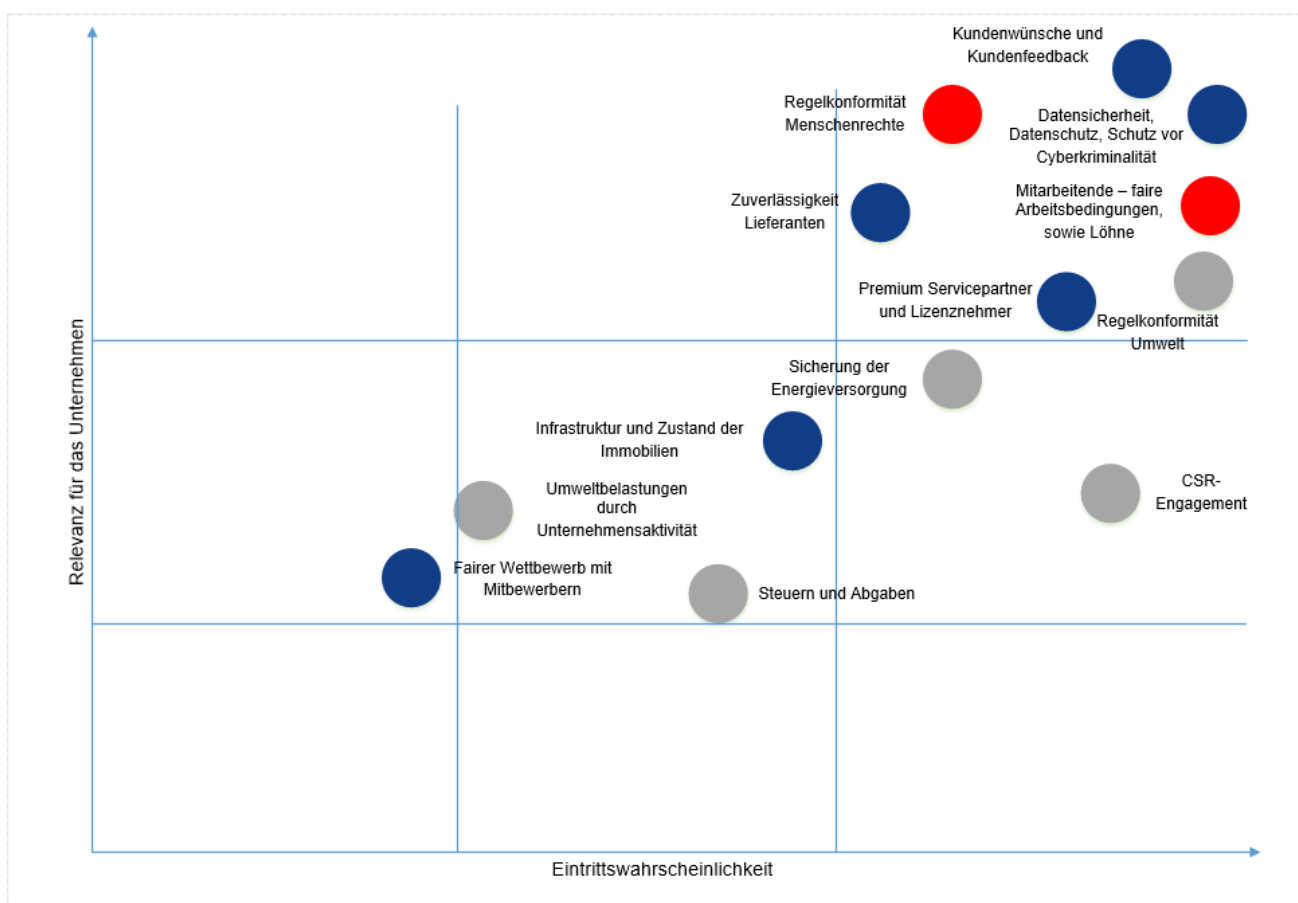 Kundenwünsche und
Kundenfeedback
Regelkonformität
Menschenrechte
Datensicherheit,
Datenschutz, Schutz vor
Cyberkriminalität
Zuverlässigkeit
Lieferanten
Mitarbeitende – faire
Arbeitsbedingungen,
sowie Löhne
Premium Servicepartner
und Lizenznehmer
Regelkonformität
Umwelt
Sicherung der
Energieversorgung
Infrastruktur und Zustand der
Immobilien
CSR-
Engagement
Umweltbelastungen
durch
Unternehmensaktivität
Fairer Wettbewerb mit
Mitbewerbern
Steuern und Abgaben
Relevanz für das Unternehmen
Eintrittswahrscheinlichkeit